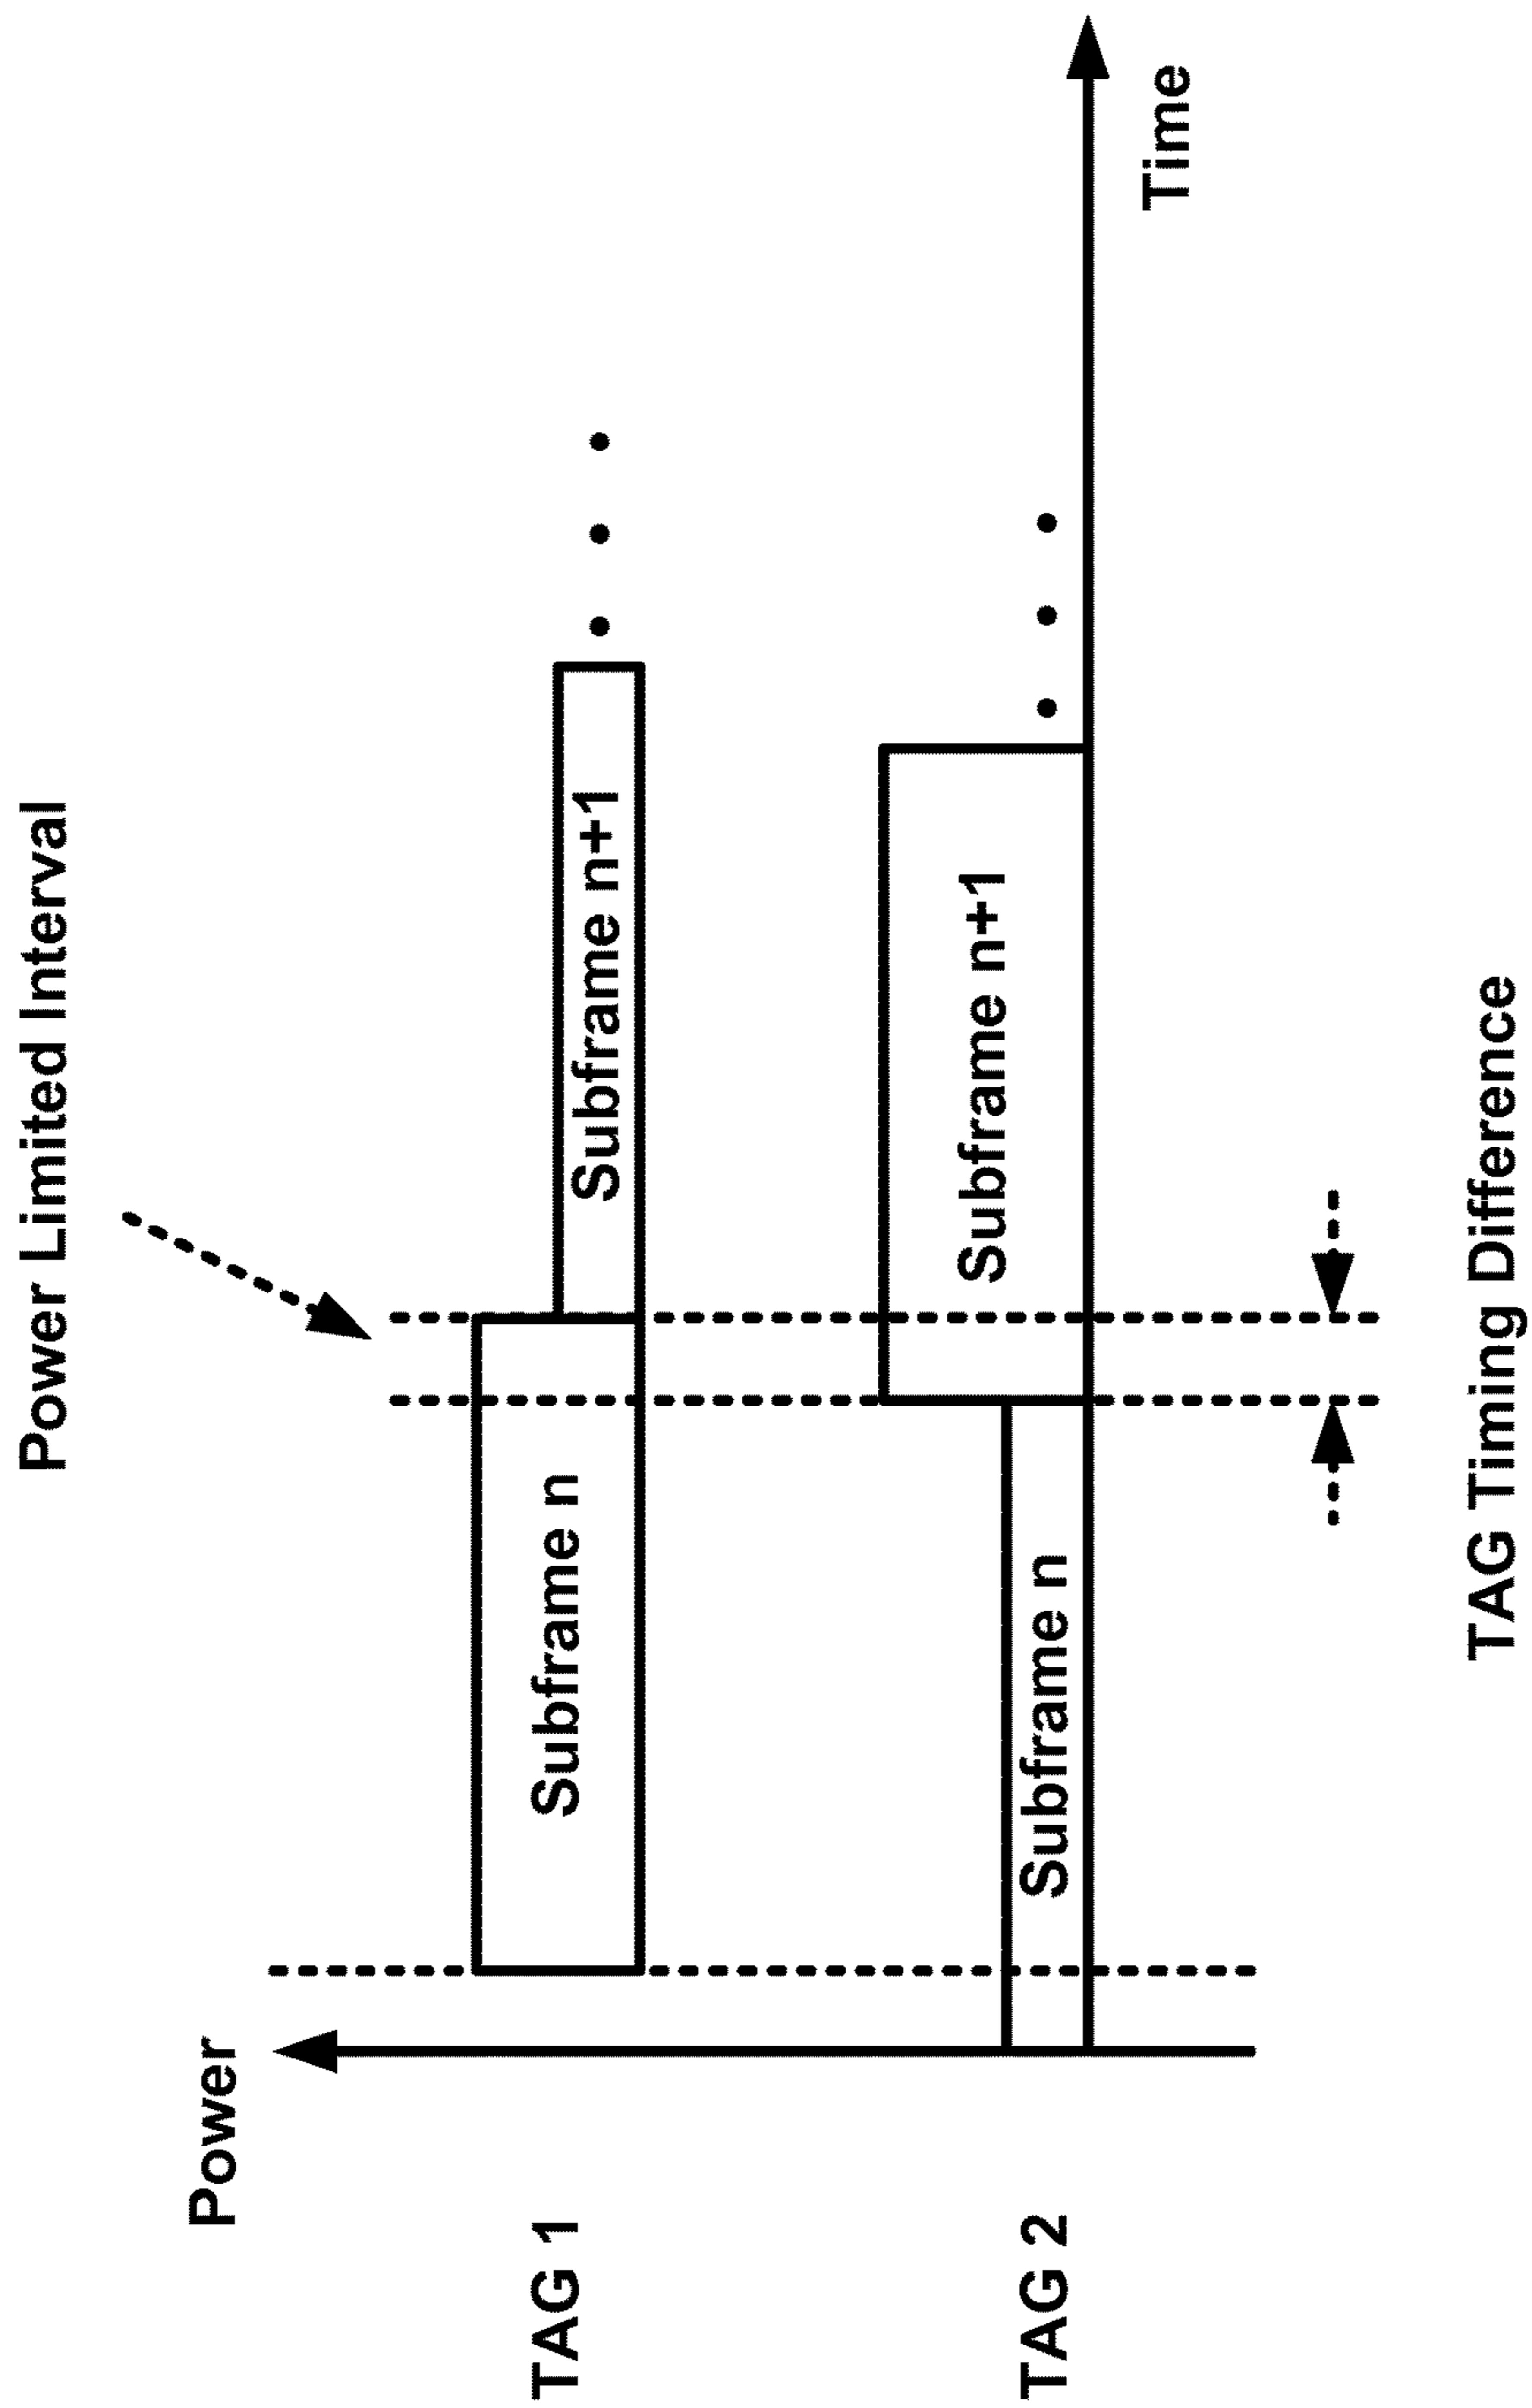 Power Limited Interval
Power
TAG 1
Subframe n
Subframe n+1
TAG 2
Subframe n
Subframe n+1
Time
TAG Timing Difference